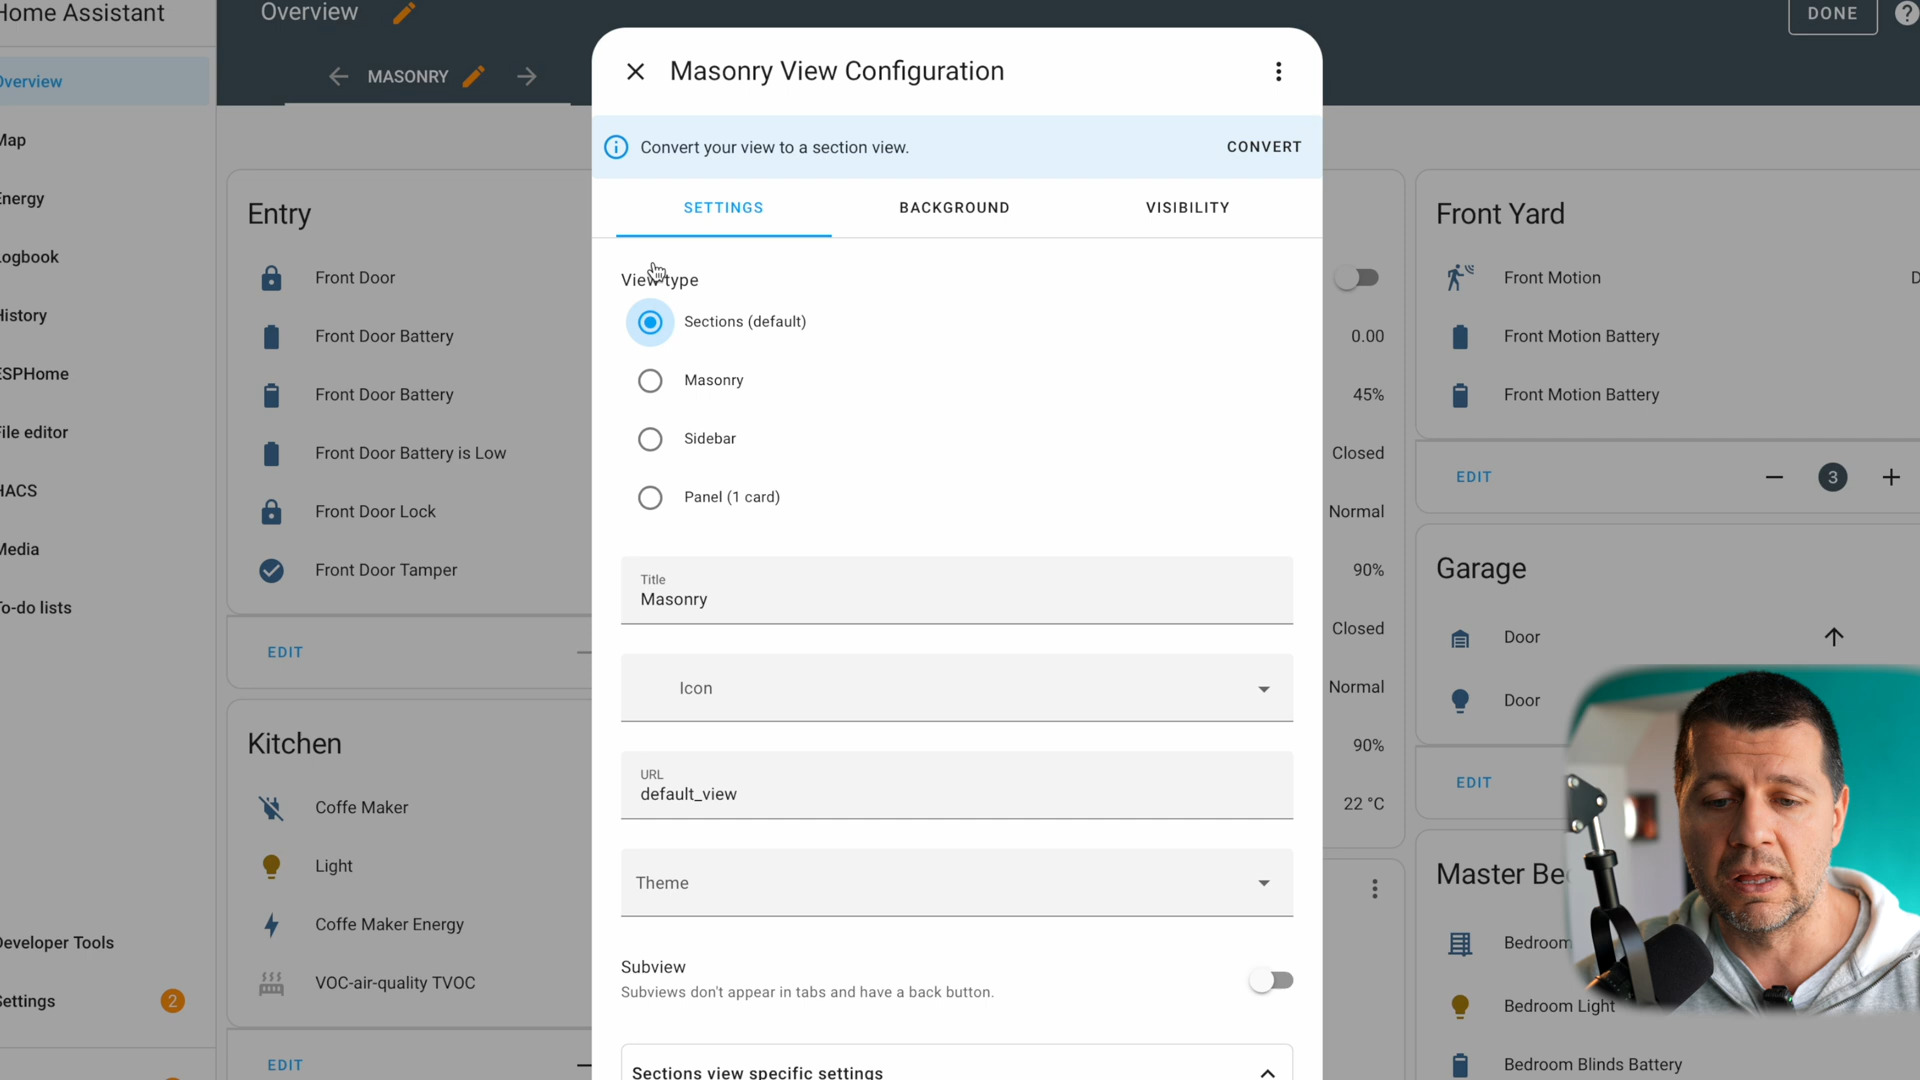 Home Assistant
Overview
DONE
MASONRY
Overview
Map
Energy
Logbook
History
ESPHome
File editor
HACS
Media
To-do lists
Developer Tools
Settings
2
Entry
Front Door
Front Door Battery
Front Door Battery
Front Door Battery is Low
Front Door Lock
Front Door Tamper
EDIT
Kitchen
Coffe Maker
Light
Coffe Maker Energy
VOC-air-quality TVOC
EDIT
Masonry View Configuration
Convert your view to a section view.
CONVERT
SETTINGS
BACKGROUND
VISIBILITY
View type
Sections (default)
Masonry
Sidebar
Panel (1 card)
Title
Masonry
Icon
URL
default_view
Theme
Subview
Subviews don't appear in tabs and have a back button.
Sections view specific settings
0.00
45%
Closed
Normal
90%
Closed
Normal
90%
22 °C
Front Yard
Front Motion
D
Front Motion Battery
Front Motion Battery
EDIT
3
Garage
Door
Door
EDIT
Master Be
Bedroom
Bedroom Light
Bedroom Blinds Battery